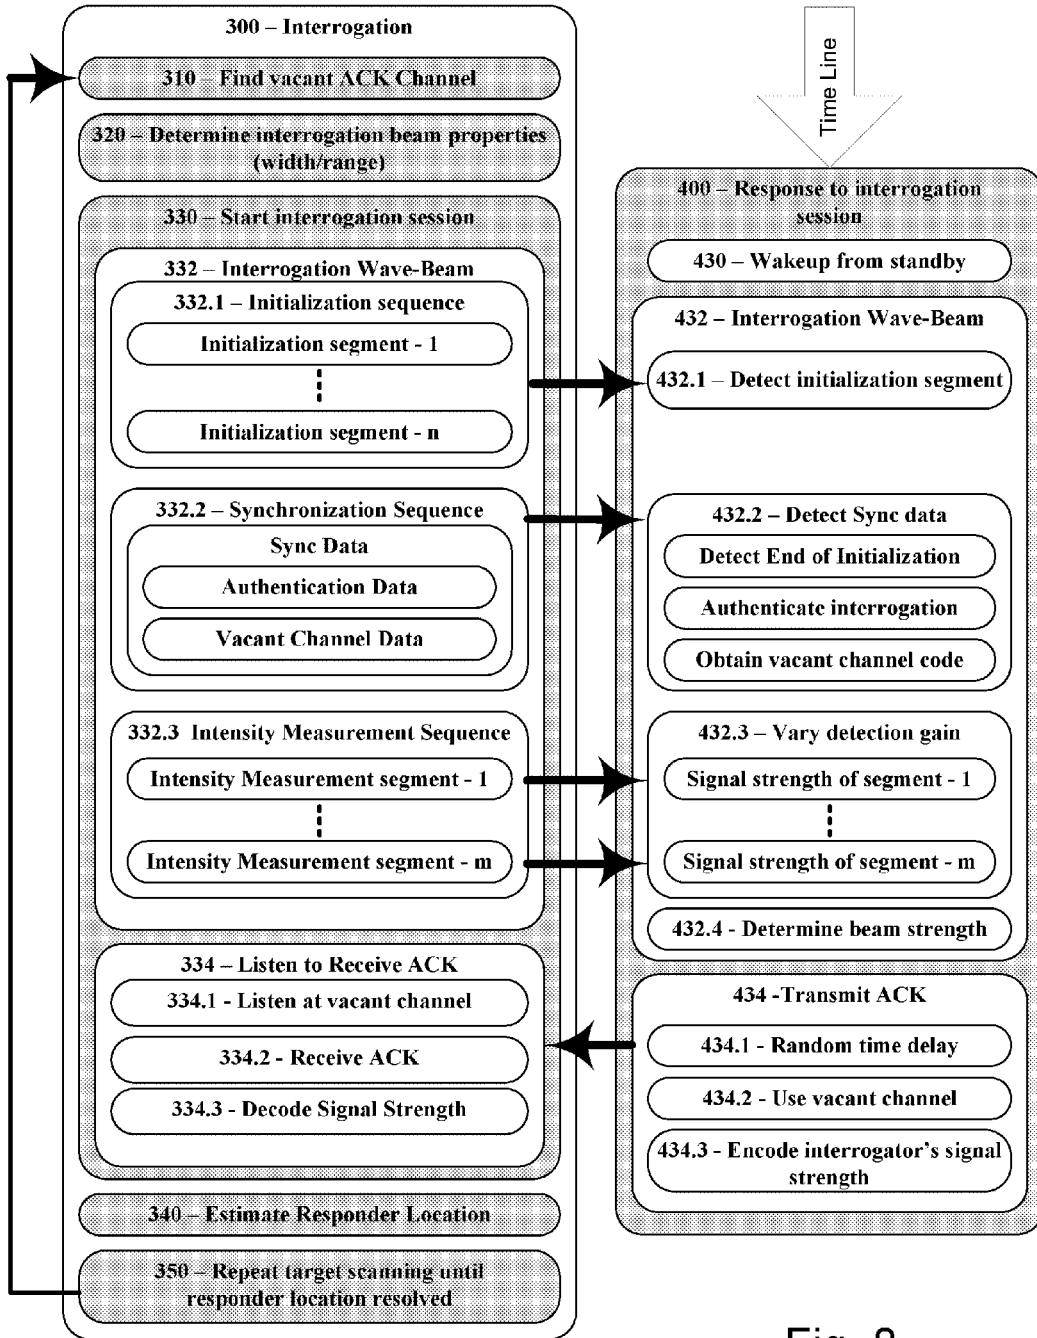 300 – Interrogation
310 – Find vacant ACK Channel
320 – Determine interrogation beam properties
(width/range)
330 – Start interrogation session
332 – Interrogation Wave-Beam
332.1 – Initialization sequence
Initialization segment - 1
Initialization segment - n
332.2 – Synchronization Sequence
Sync Data
Authentication Data
Vacant Channel Data
332.3 Intensity Measurement Sequence
Intensity Measurement segment - 1
Intensity Measurement segment - m
334 – Listen to Receive ACK
334.1 - Listen at vacant channel
334.2 - Receive ACK
334.3 - Decode Signal Strength
340 – Estimate Responder Location
350 – Repeat target scanning until
responder location resolved
Time Line
400 – Response to interrogation
session
430 – Wakeup from standby
432 – Interrogation Wave-Beam
432.1 – Detect initialization segment
432.2 – Detect Sync data
Detect End of Initialization
Authenticate interrogation
Obtain vacant channel code
432.3 – Vary detection gain
Signal strength of segment - 1
Signal strength of segment - m
432.4 - Determine beam strength
434 -Transmit ACK
434.1 - Random time delay
434.2 - Use vacant channel
434.3 - Encode interrogator's signal
strength